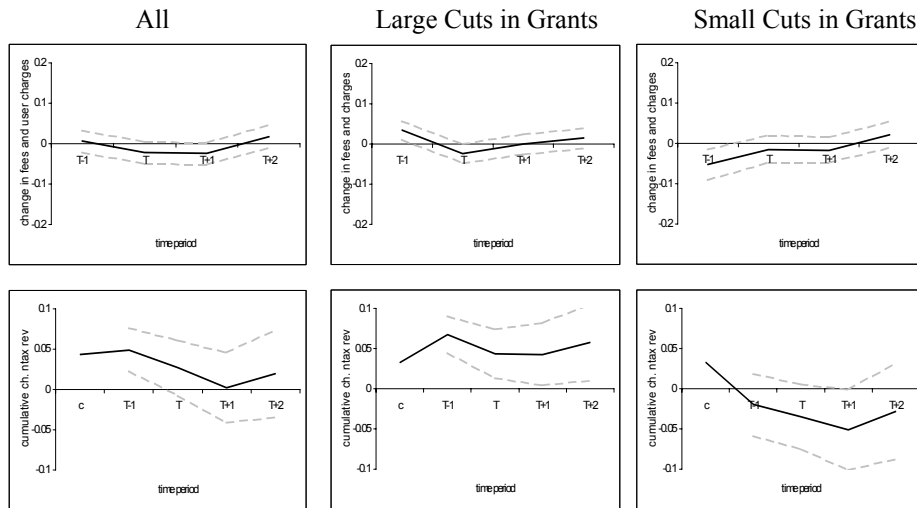 All
Large Cuts in Grants
Small Cuts in Grants
change in fees and user charges
0.2
0.1
0
-0.1
-0.2
T-1
T
T+1
T+2
time period
change in fees and charges
0.2
0.1
0
-0.1
-0.2
T-1
T
T+1
T+2
time period
change in fees and charges
0.2
0.1
0
-0.1
-0.2
T-1
T
T+1
T+2
time period
cumulative ch. ntax rev
0.1
0.05
0
-0.05
-0.1
c
T-1
T
T+1
T+2
time period
cumulative ch. ntax rev
0.1
0.05
0
-0.05
-0.1
c
T-1
T
T+1
T+2
time period
cumulative ch. ntax rev
0.1
0.05
0
-0.05
-0.1
c
T-1
T
T+1
T+2
time period